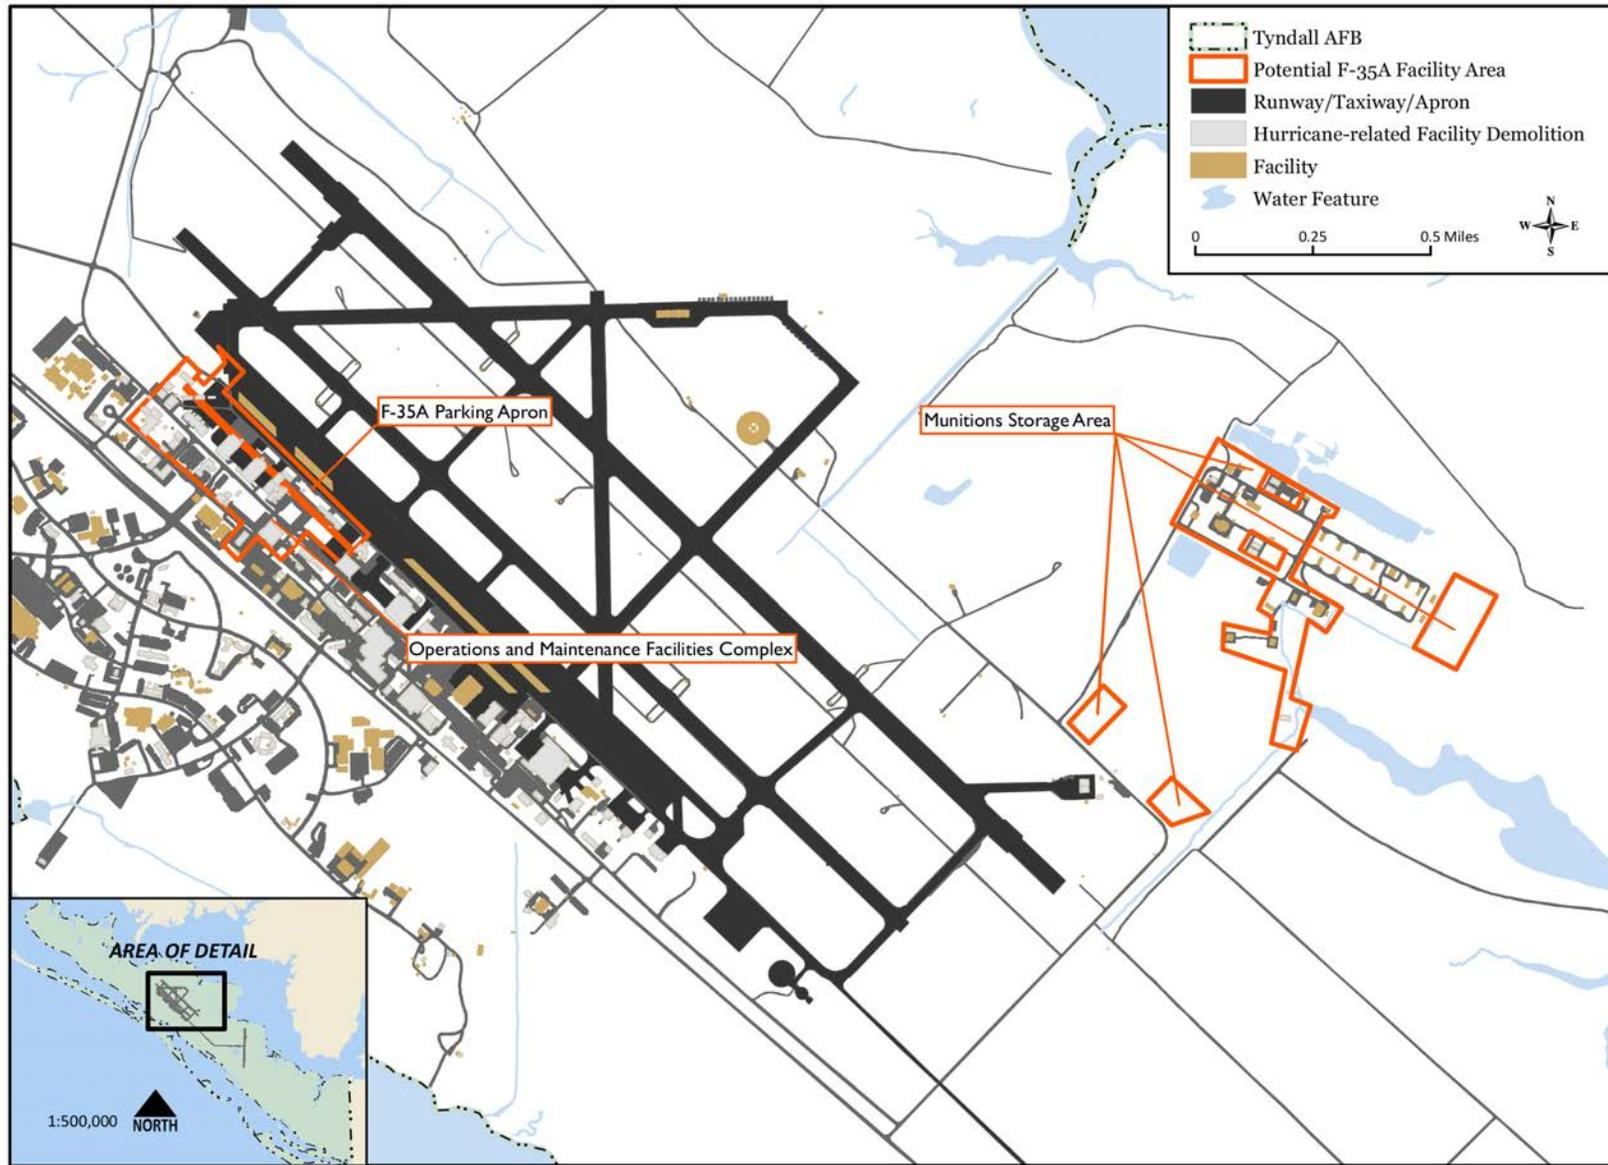 Tyndall AFB
Potential F-35A Facility Area
Runway/Taxiway/Apron
Hurricane-related Facility Demolition
Facility
Water Feature
N
W E
S
0 0.25 0.5 Miles
F-35A Parking Apron
Munitions Storage Area
Operations and Maintenance Facilities Complex
AREA OF DETAIL
1:500,000 NORTH